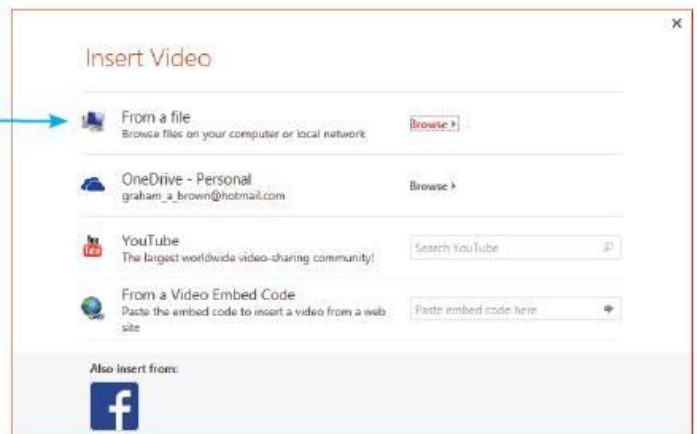 Insert Video
From a file
Browse files on your computer or local network
Browse
OneDrive - Personal
graham_a_brown@hotmail.com
Browse
YouTube
The largest worldwide video-sharing community!
Search YouTube
From a Video Embed Code
Paste the embed code to insert a video from a web
site
Paste embed code here
Also insert from: